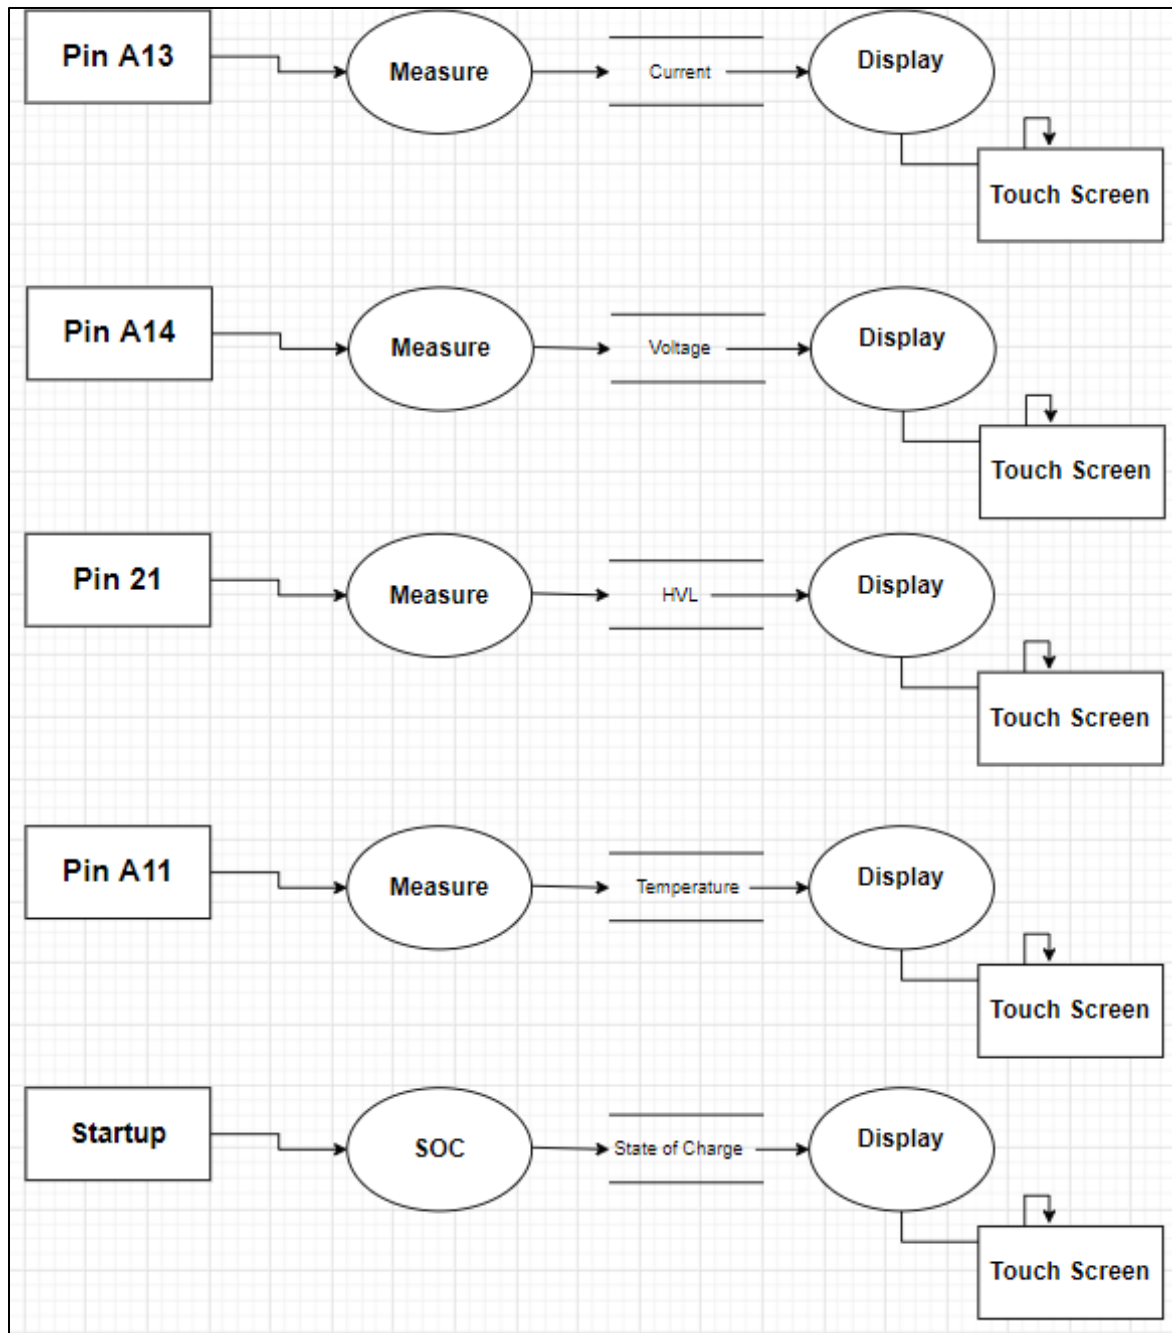 Pin A13
Measure
Current
Display
Touch Screen
Pin A14
Measure
Voltage
Display
Touch Screen
Pin 21
Measure
HVL
Display
Touch Screen
Pin A11
Measure
Temperature
Display
Touch Screen
Startup
SOC
State of Charge
Display
Touch Screen